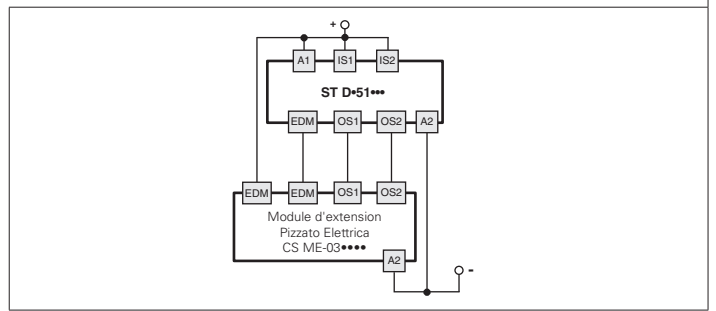 +
A1 IS1 IS2
ST D•51•••
EDM OS1 OS2 A2
EDM EDM OS1 OS2
Module d'extension
Pizzato Elettrica
CS ME-03••••
A2
-